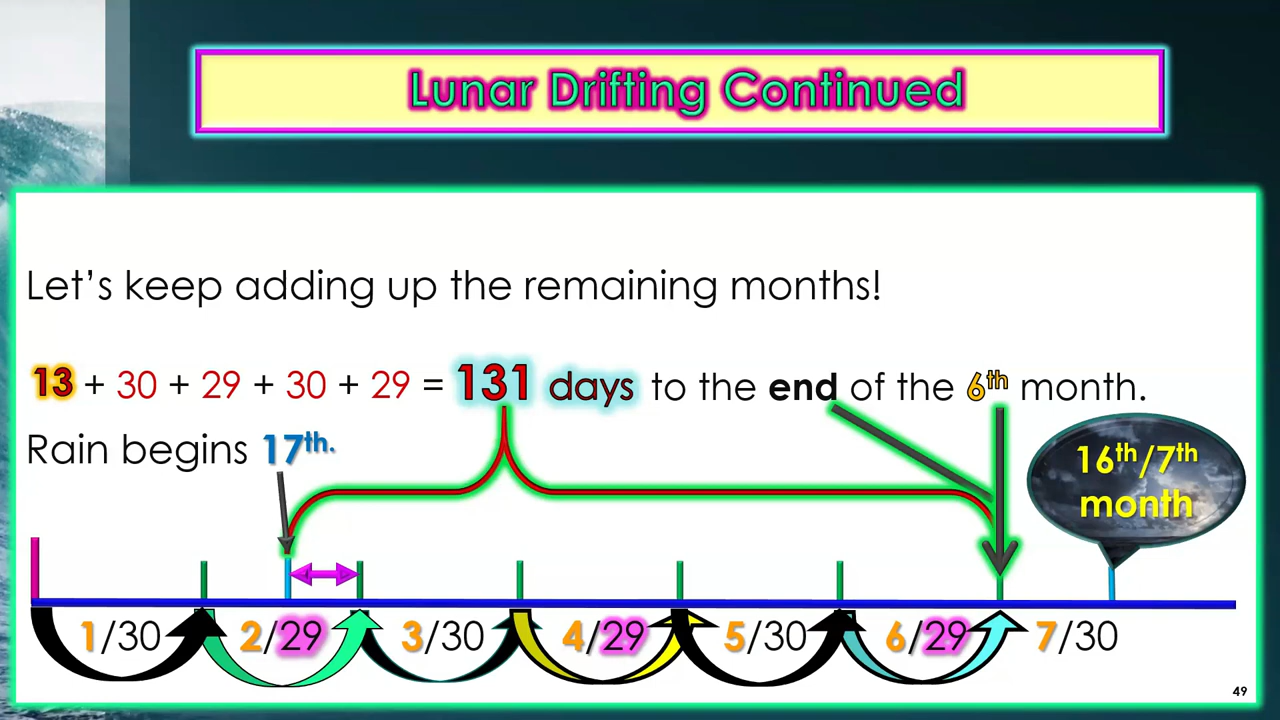 Lunar Drifting Continued
Let's keep adding up the remaining months!
13 + 30 + 29 + 30 + 29 = 131 days to the end of the 6th month.
Rain begins 17th.
16th/7th
month
1/30 2/29 3/30 4/29 5/30 6/29 7/30
49